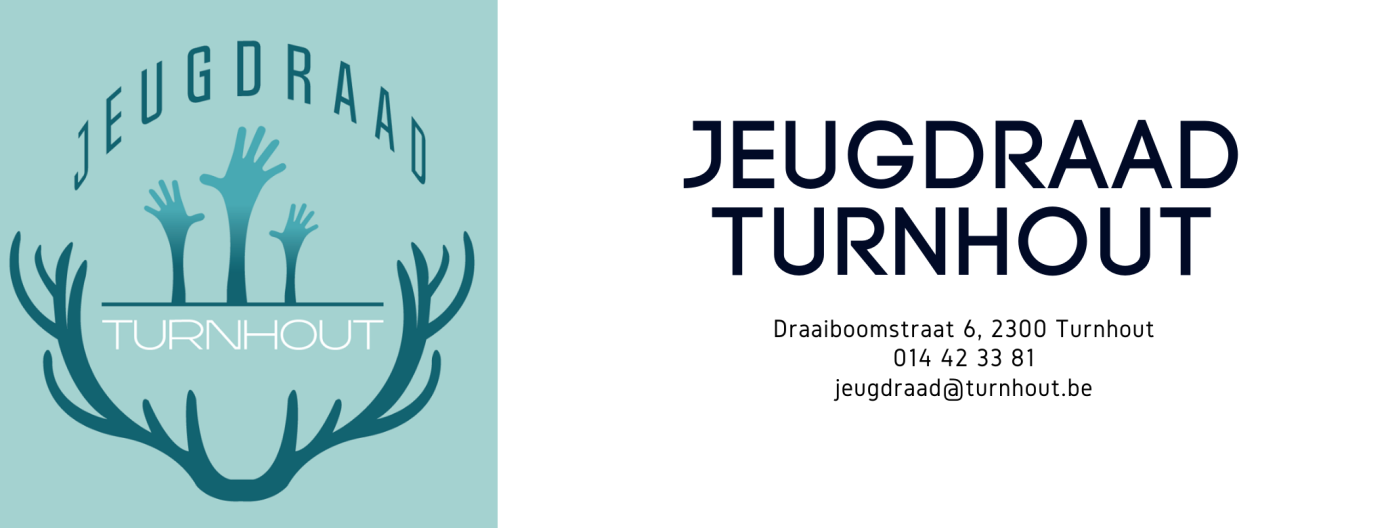 JEUGDRAAD
TURNHOUT
JEUGDRAAD
TURNHOUT
Draaiboomstraat 6, 2300 Turnhout
014 42 33 81
jeugdraad@turnhout.be